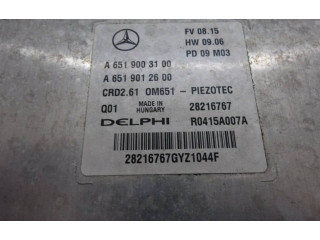 FV 08.15
HW 09.06
PD 09 M03
A 651 900 31 00
A 651 901 26 00
CRD2.61 OM651 - PIEZOTEC
Q01 MADE IN HUNGARY 28216767
DELPHI R0415A007A
28216767GYZ1044F